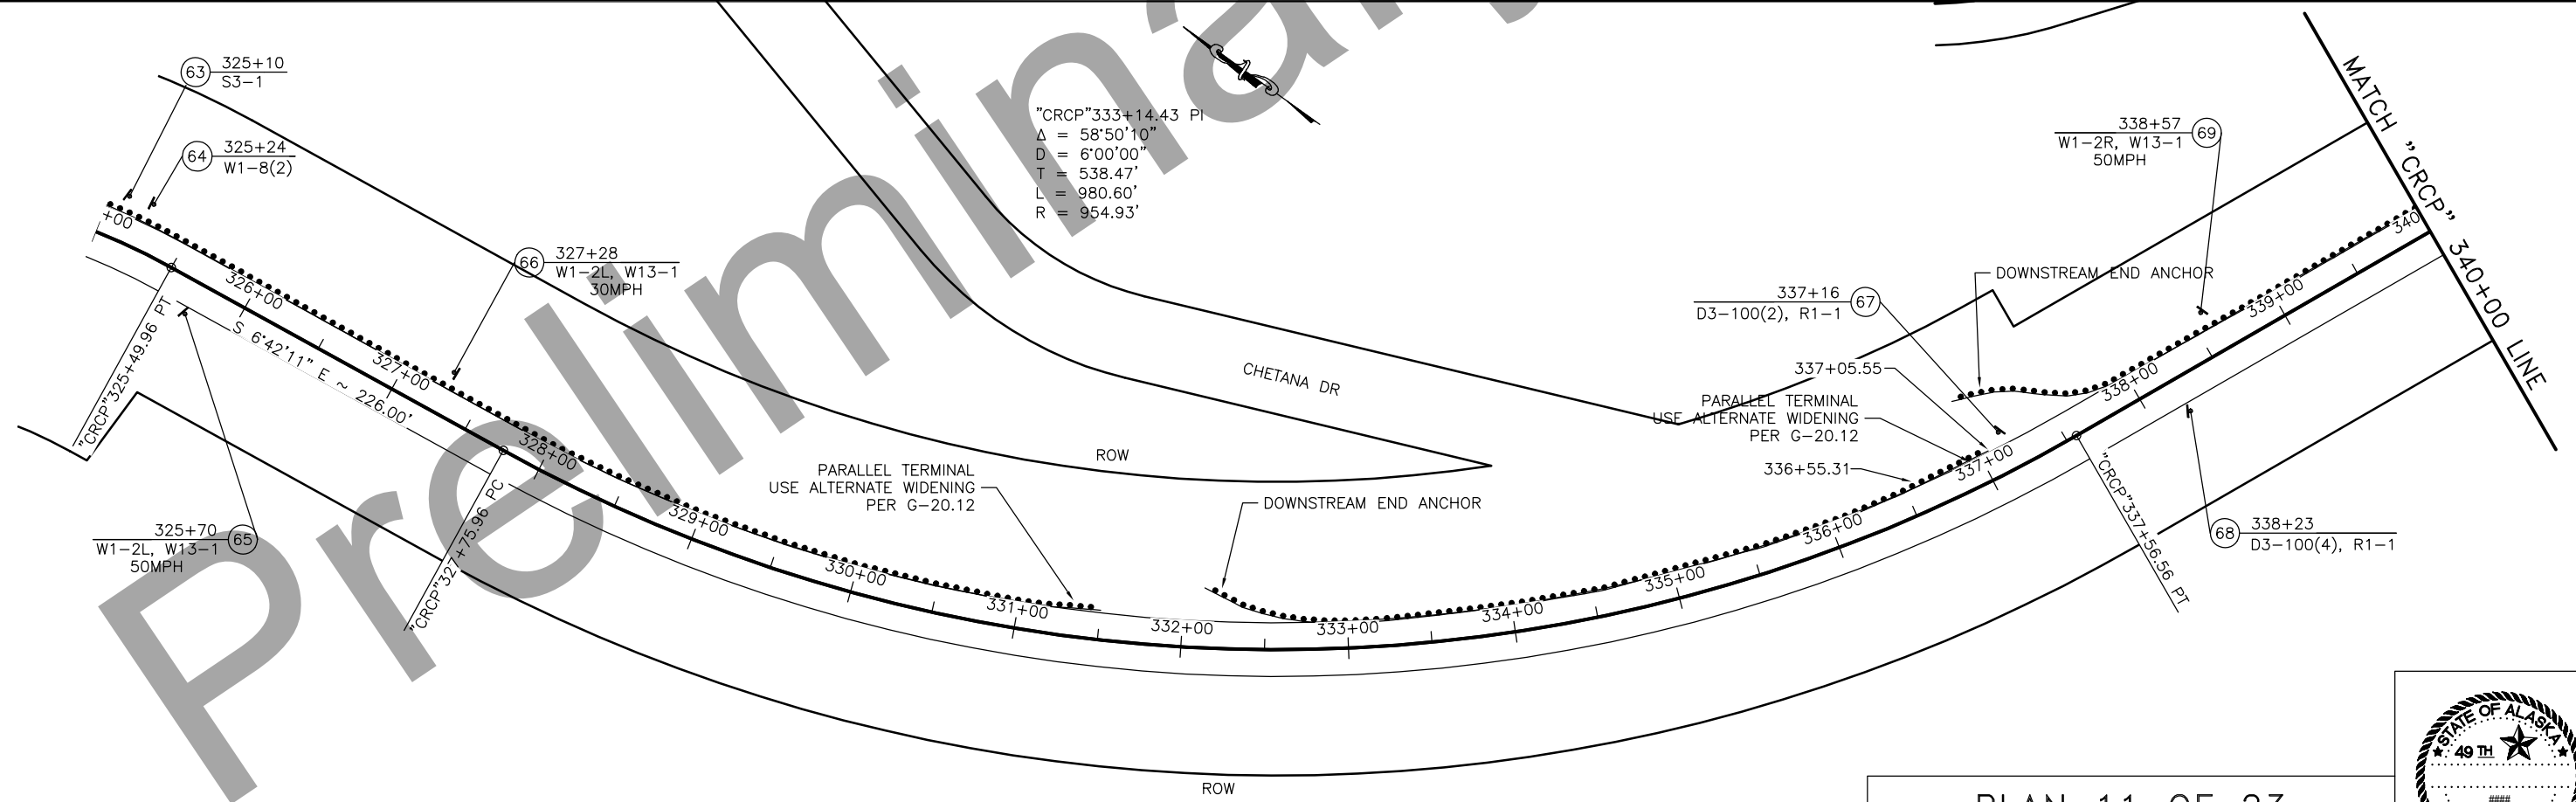 Preliminary
63 325+10
S3-1
64 325+24
W1-8(2)
+00
326+00
S 6°42'11" E ~ 226.00'
"CRCP"325+49.96 PT
325+70 65
W1-2L, W13-1
50MPH
66 327+28
W1-2L, W13-1
30MPH
327+00
328+00
"CRCP"327+75.96 PC
329+00
330+00
331+00
332+00
333+00
334+00
335+00
336+00
337+00
338+00
339+00
340
"CRCP"333+14.43 PI
Δ = 58°50'10"
D = 6°00'00"
T = 538.47'
L = 980.60'
R = 954.93'
CHETANA DR
ROW
PARALLEL TERMINAL
USE ALTERNATE WIDENING
PER G-20.12
DOWNSTREAM END ANCHOR
338+57 69
W1-2R, W13-1
50MPH
DOWNSTREAM END ANCHOR
337+16 67
D3-100(2), R1-1
337+05.55
PARALLEL TERMINAL
USE ALTERNATE WIDENING
PER G-20.12
336+55.31
"CRCP"337+56.56 PT
68 338+23
D3-100(4), R1-1
MATCH "CRCP" 340+00 LINE
ROW
STATE OF ALASKA
49 TH
####
PLAN 11 OF 23